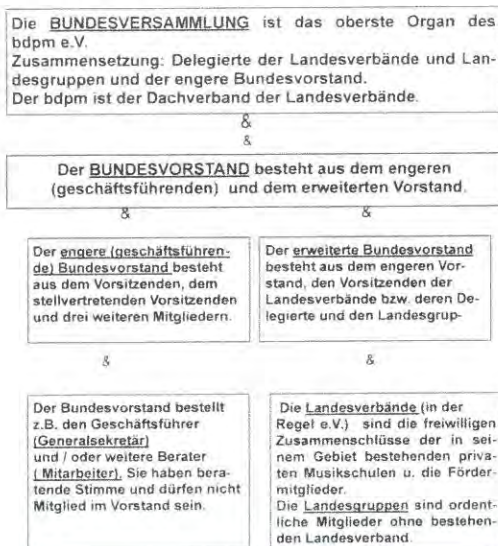 Die BUNDESVERSAMMLUNG ist das oberste Organ des
bdpm e.V.
Zusammensetzung: Delegierte der Landesverbände und Lan-
desgruppen und der engere Bundesvorstand.
Der bdpm ist der Dachverband der Landesverbände.
&
&
Der BUNDESVORSTAND besteht aus dem engeren
(geschäftsführenden) und dem erweiterten Vorstand.
& &
Der engere (geschäftsführen-
de) Bundesvorstand besteht
aus dem Vorsitzenden, dem
stellvertretenden Vorsitzenden
und drei weiteren Mitgliedern.
Der erweiterte Bundesvorstand
besteht aus dem engeren Vor-
stand, den Vorsitzenden der
Landesverbände bzw. deren De-
legierte und den Landesgrup-
& &
Der Bundesvorstand bestellt
z.B. den Geschäftsführer
(Generalsekretär)
und / oder weitere Berater
( Mitarbeiter). Sie haben bera-
tende Stimme und dürfen nicht
Mitglied im Vorstand sein.
Die Landesverbände (in der
Regel e.V.) sind die freiwilligen
Zusammenschlüsse der in sei-
nem Gebiet bestehenden priva-
ten Musikschulen u. die Förder-
mitglieder.
Die Landesgruppen sind ordent-
liche Mitglieder ohne bestehen-
den Landesverband.